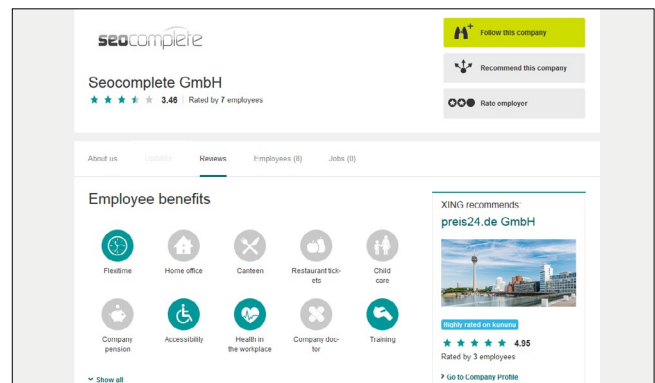 seocomplete
Seocomplete GmbH
3.46 | Rated by 7 employees
Follow this company
Recommend this company
Rate employer
About us Updates Reviews Employees (8) Jobs (0)
Employee benefits
Flexitime
Home office
Canteen
Restaurant tick-
ets
Child
care
Company
pension
Accessibility
Health in
the workplace
Company doc-
tor
Training
Show all
XING recommends:
preis24.de GmbH
Highly rated on kununu
4.95
Rated by 3 employees
Go to Company Profile